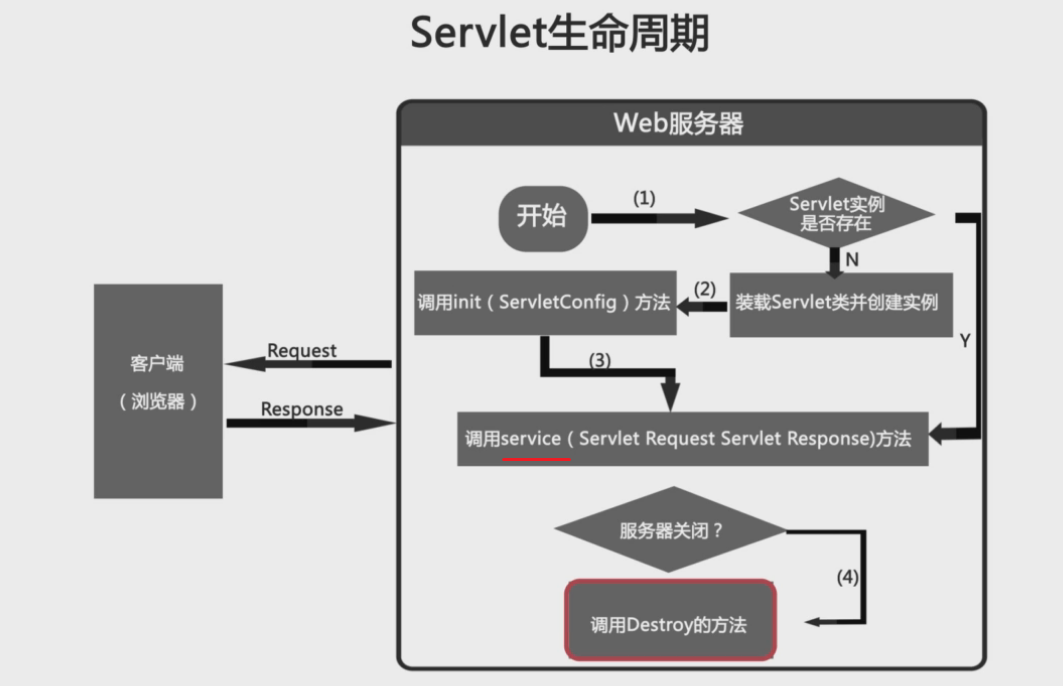 Servlet生命周期
Web服务器
开始
(1)
Servlet实例
是否存在
N
调用init（ServletConfig）方法
(2)
装载Servlet类并创建实例
Y
客户端
（浏览器）
Request
Response
(3)
调用service（Servlet Request Servlet Response)方法
服务器关闭？
(4)
调用Destroy的方法